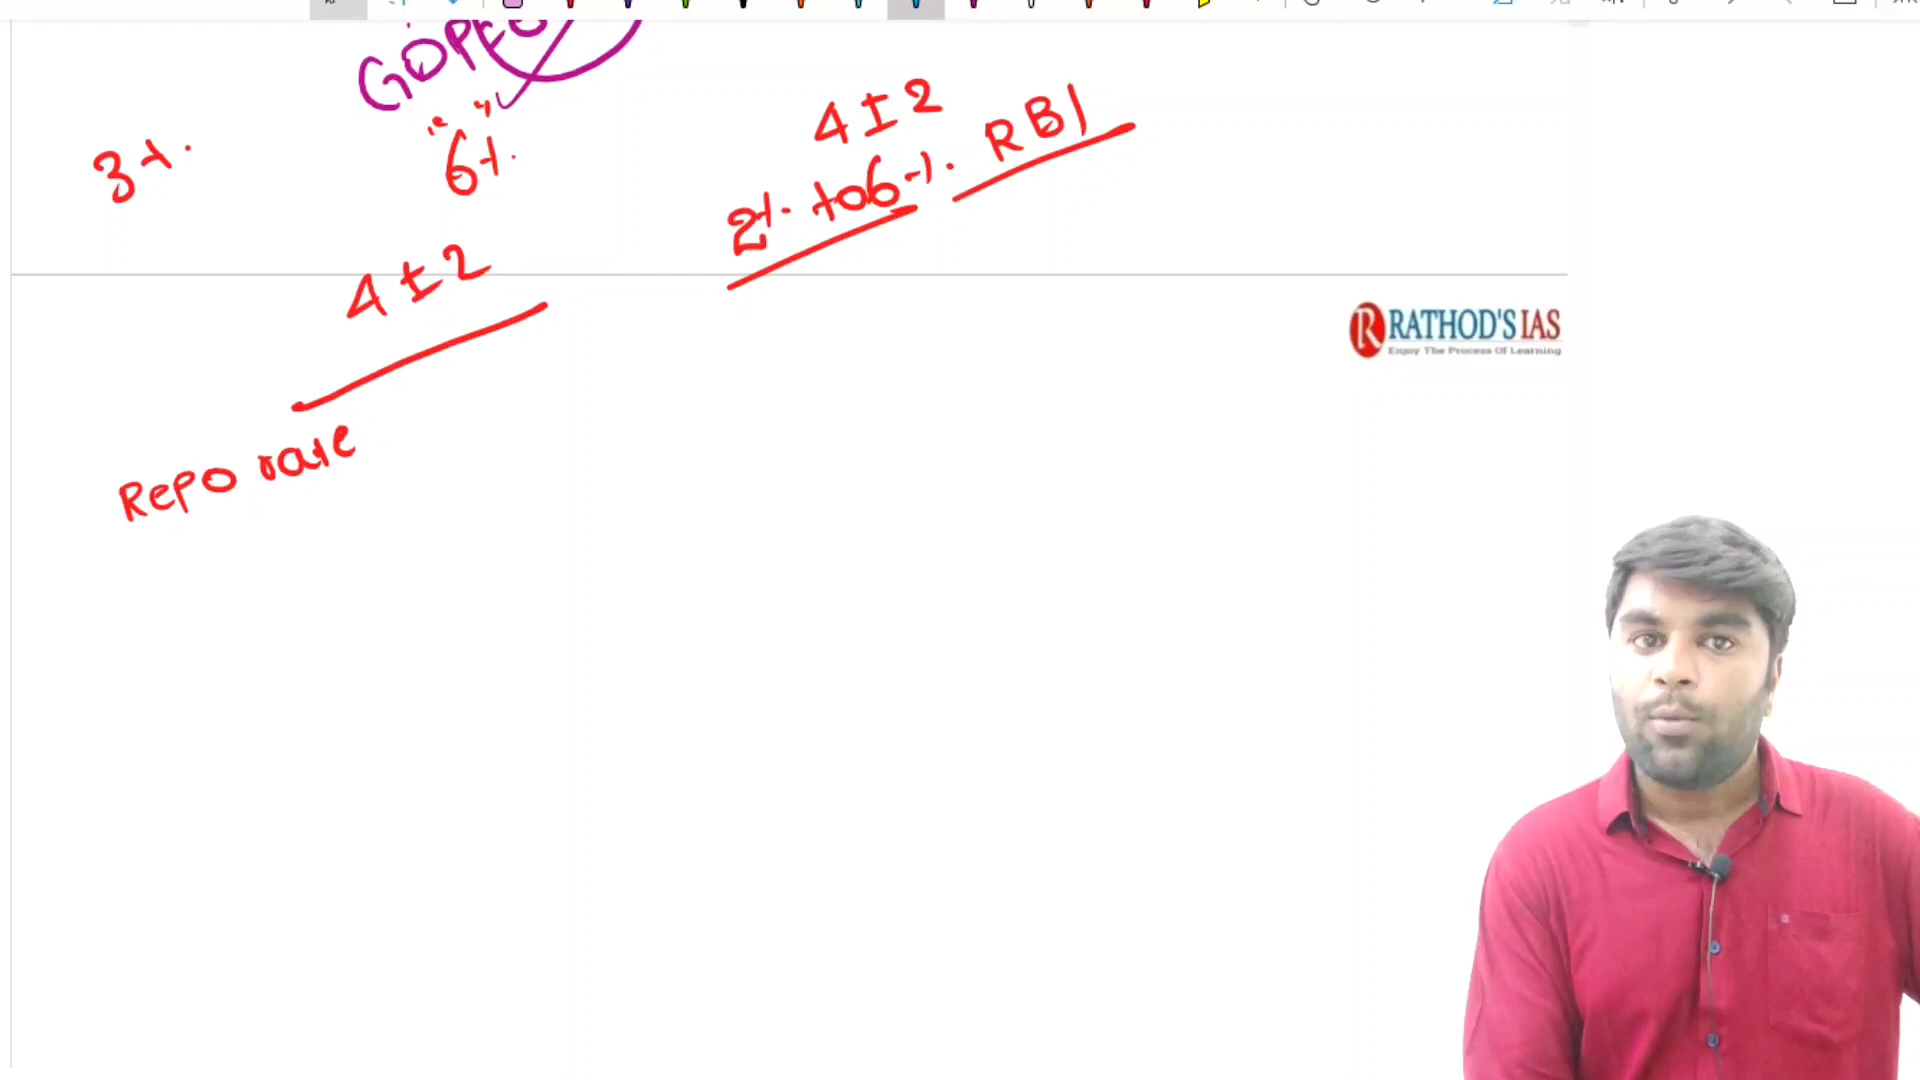 3%.
6%.
4 ± 2
2%. to 6%. RBI
4 ± 2
RATHOD'S IAS
Enjoy The Process Of Learning
Repo rate